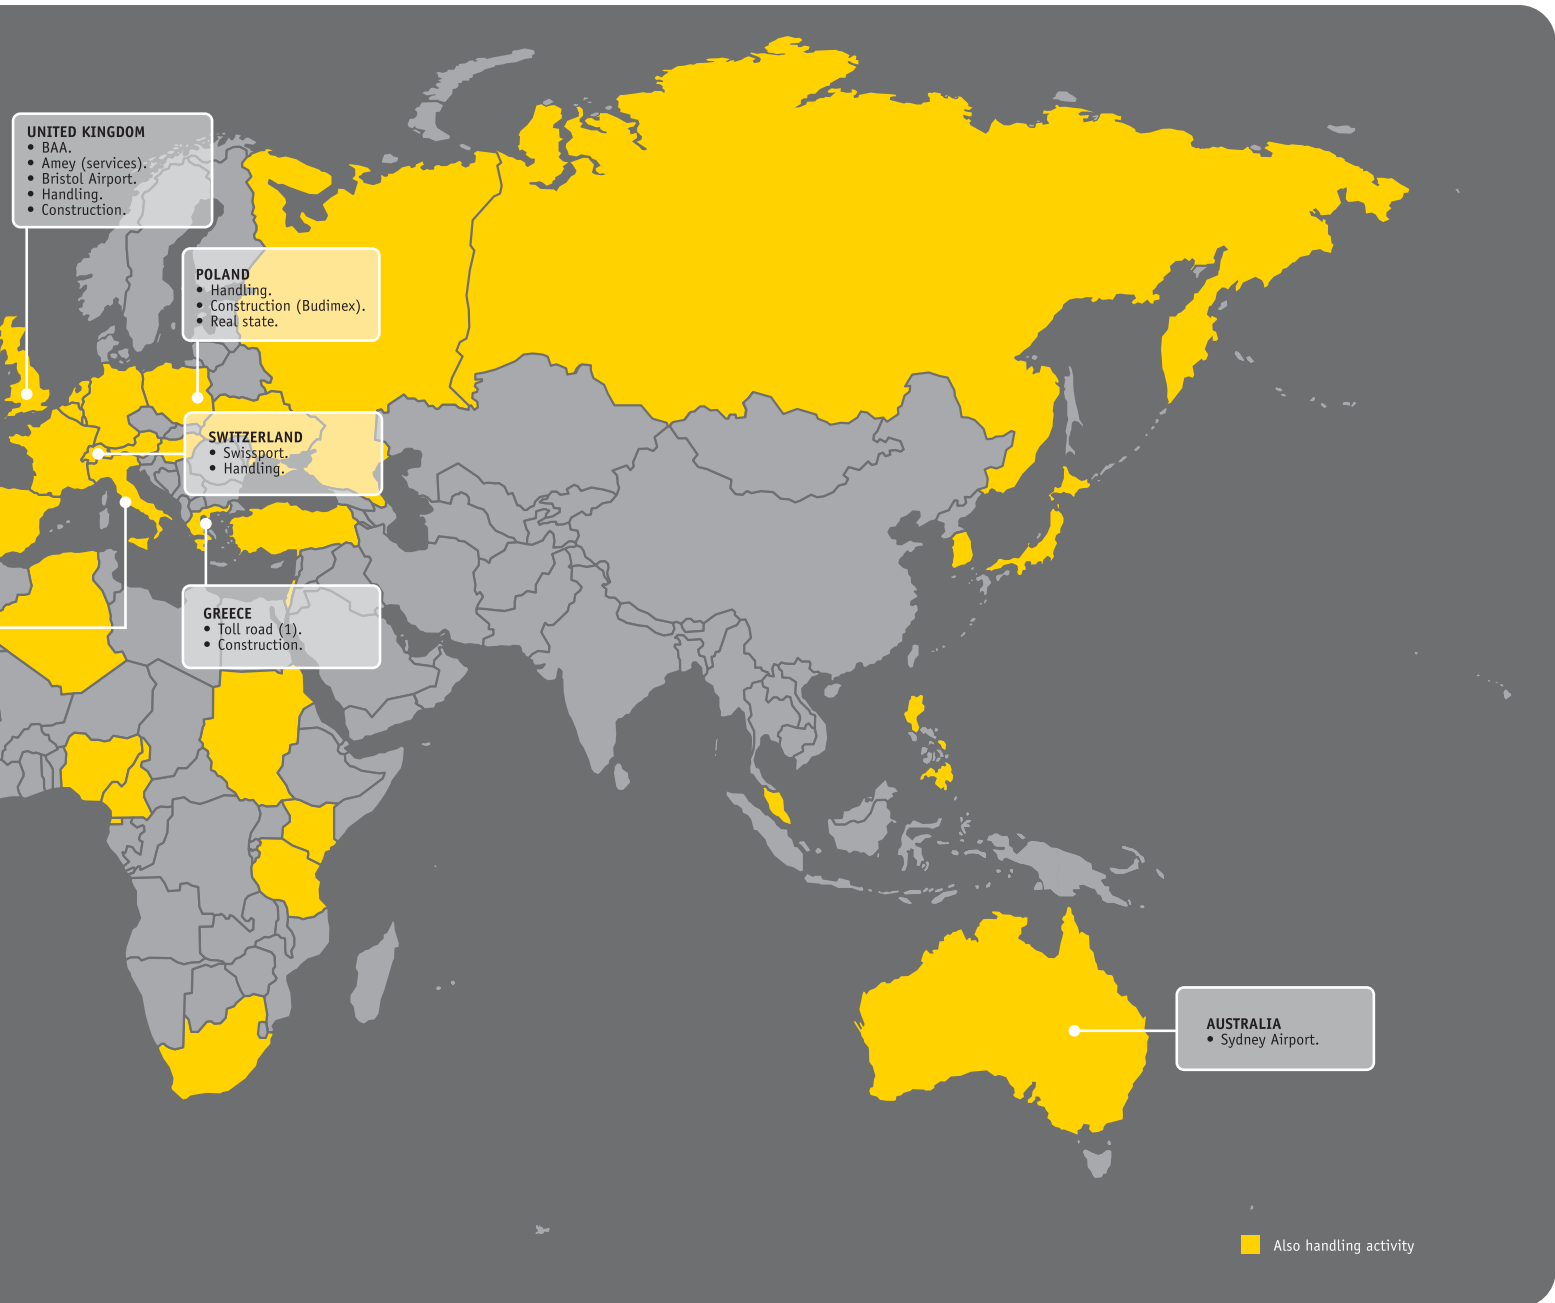 UNITED KINGDOM
• BAA.
• Amey (services).
• Bristol Airport.
• Handling.
• Construction.
POLAND
• Handling.
• Construction (Budimex).
• Real state.
SWITZERLAND
• Swissport.
• Handling.
GREECE
• Toll road (1).
• Construction.
AUSTRALIA
• Sydney Airport.
Also handling activity